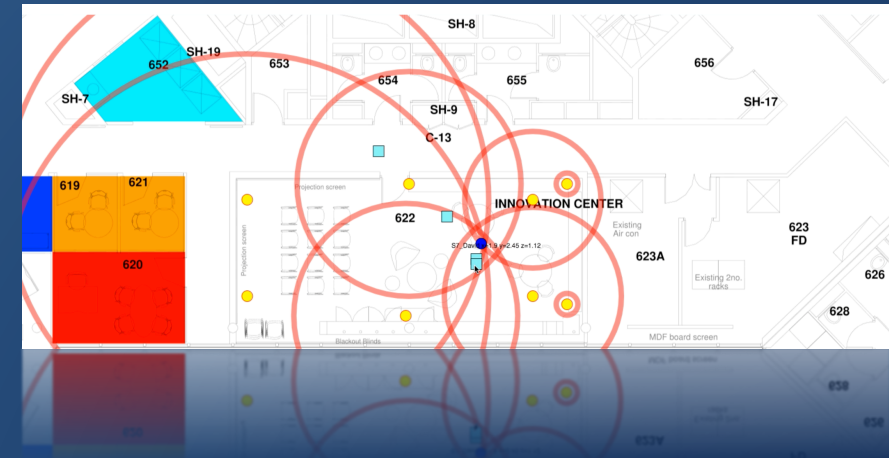 SH-8
SH-19
652
653
654
655
656
SH-7
SH-9
SH-17
C-13
619
621
Projection screen
INNOVATION CENTER
622
Existing
Air con
623
FD
Projection screen
623A
620
626
Existing 2no.
racks
628
MDF board screen
Blackout Blinds